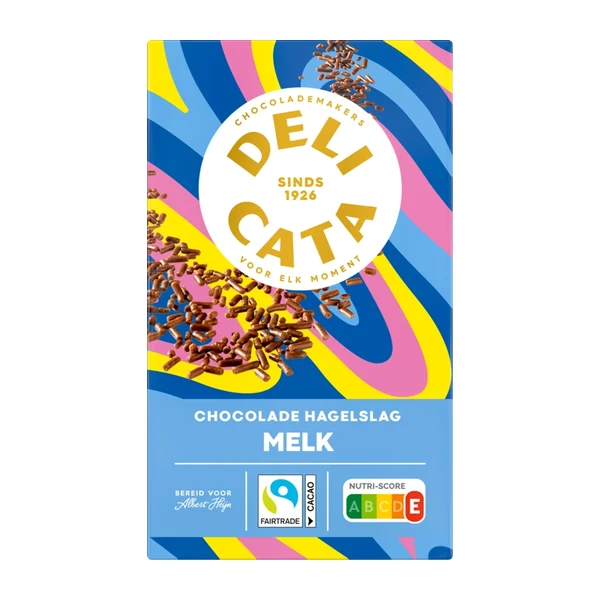 CHOCOLADEMAKERS
DELI
SINDS
1926
CATA
VOOR ELK MOMENT
CHOCOLADE HAGELSLAG
MELK
BEREID VOOR
Albert Heijn
FAIRTRADE
CACAO
NUTRI-SCORE
A B C D E